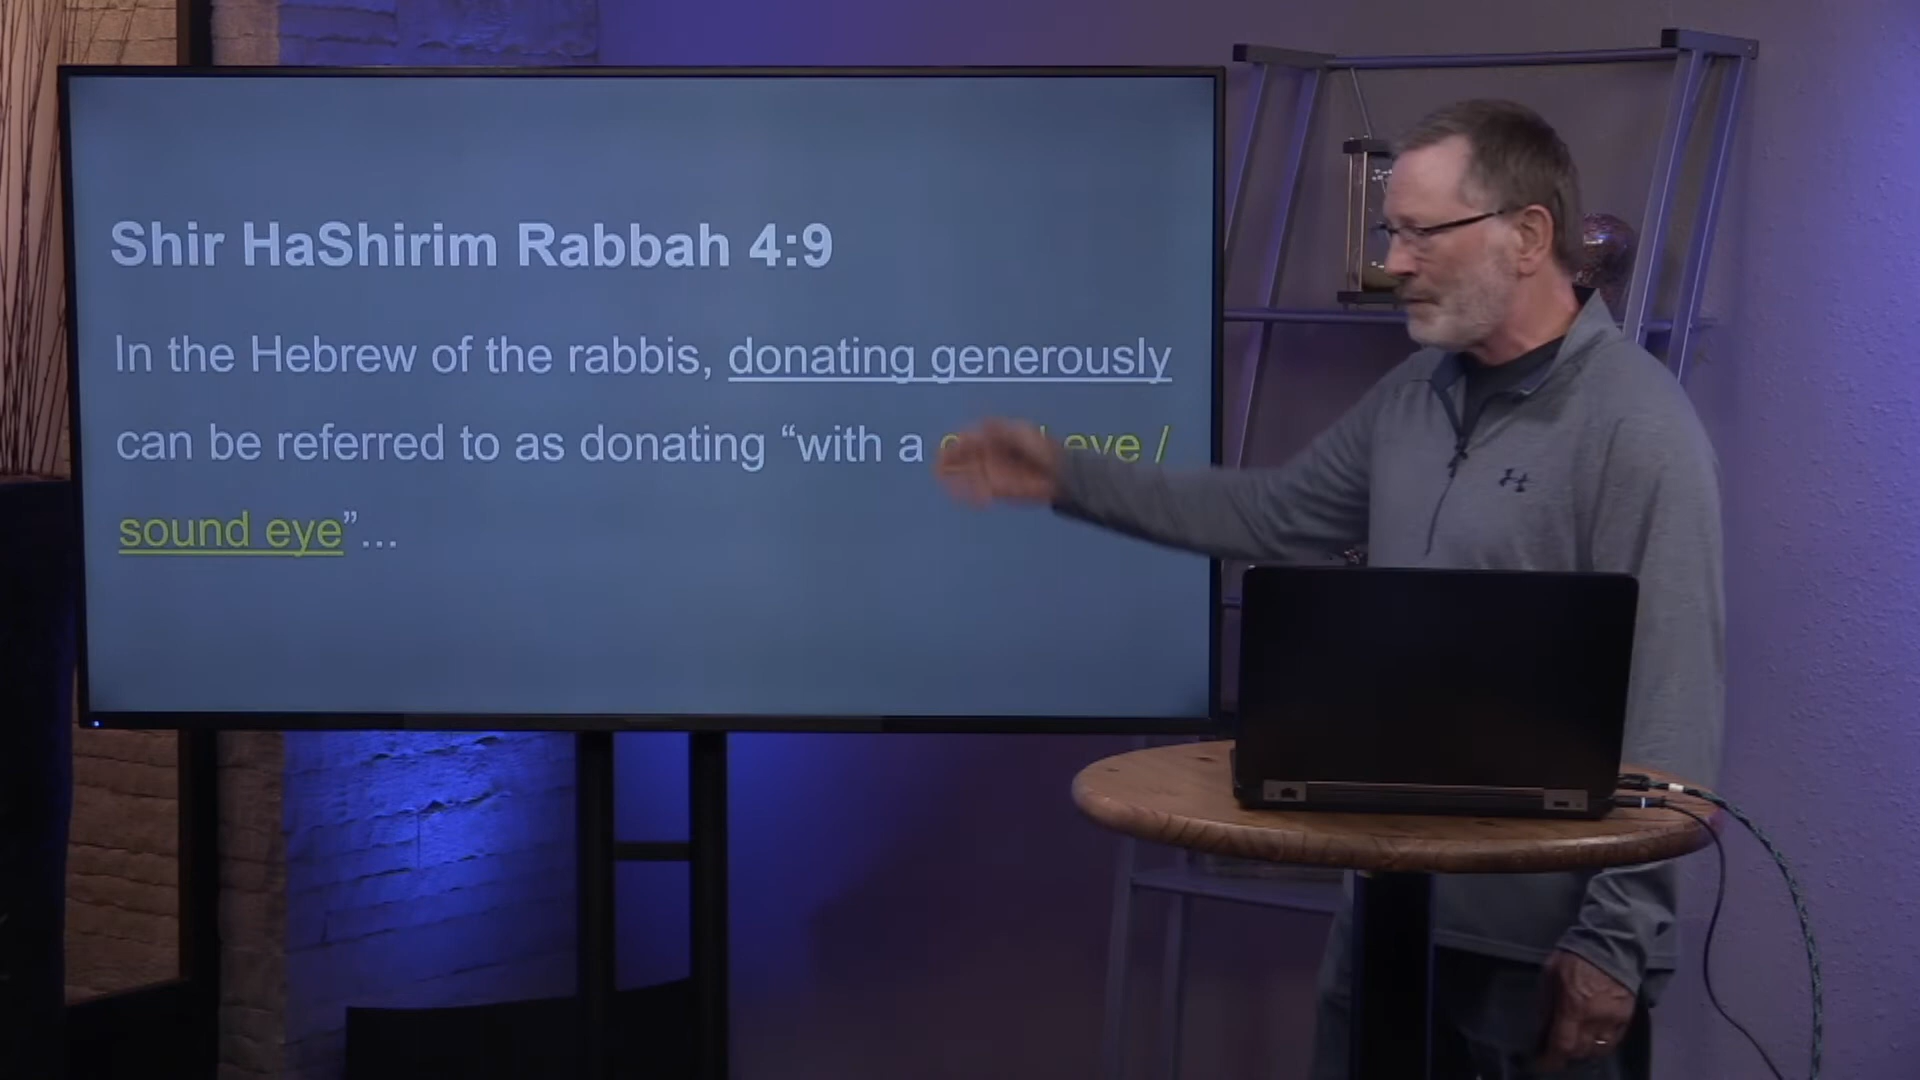 Shir HaShirim Rabbah 4:9
In the Hebrew of the rabbis, donating generously
can be referred to as donating “with a eye /
sound eye”...